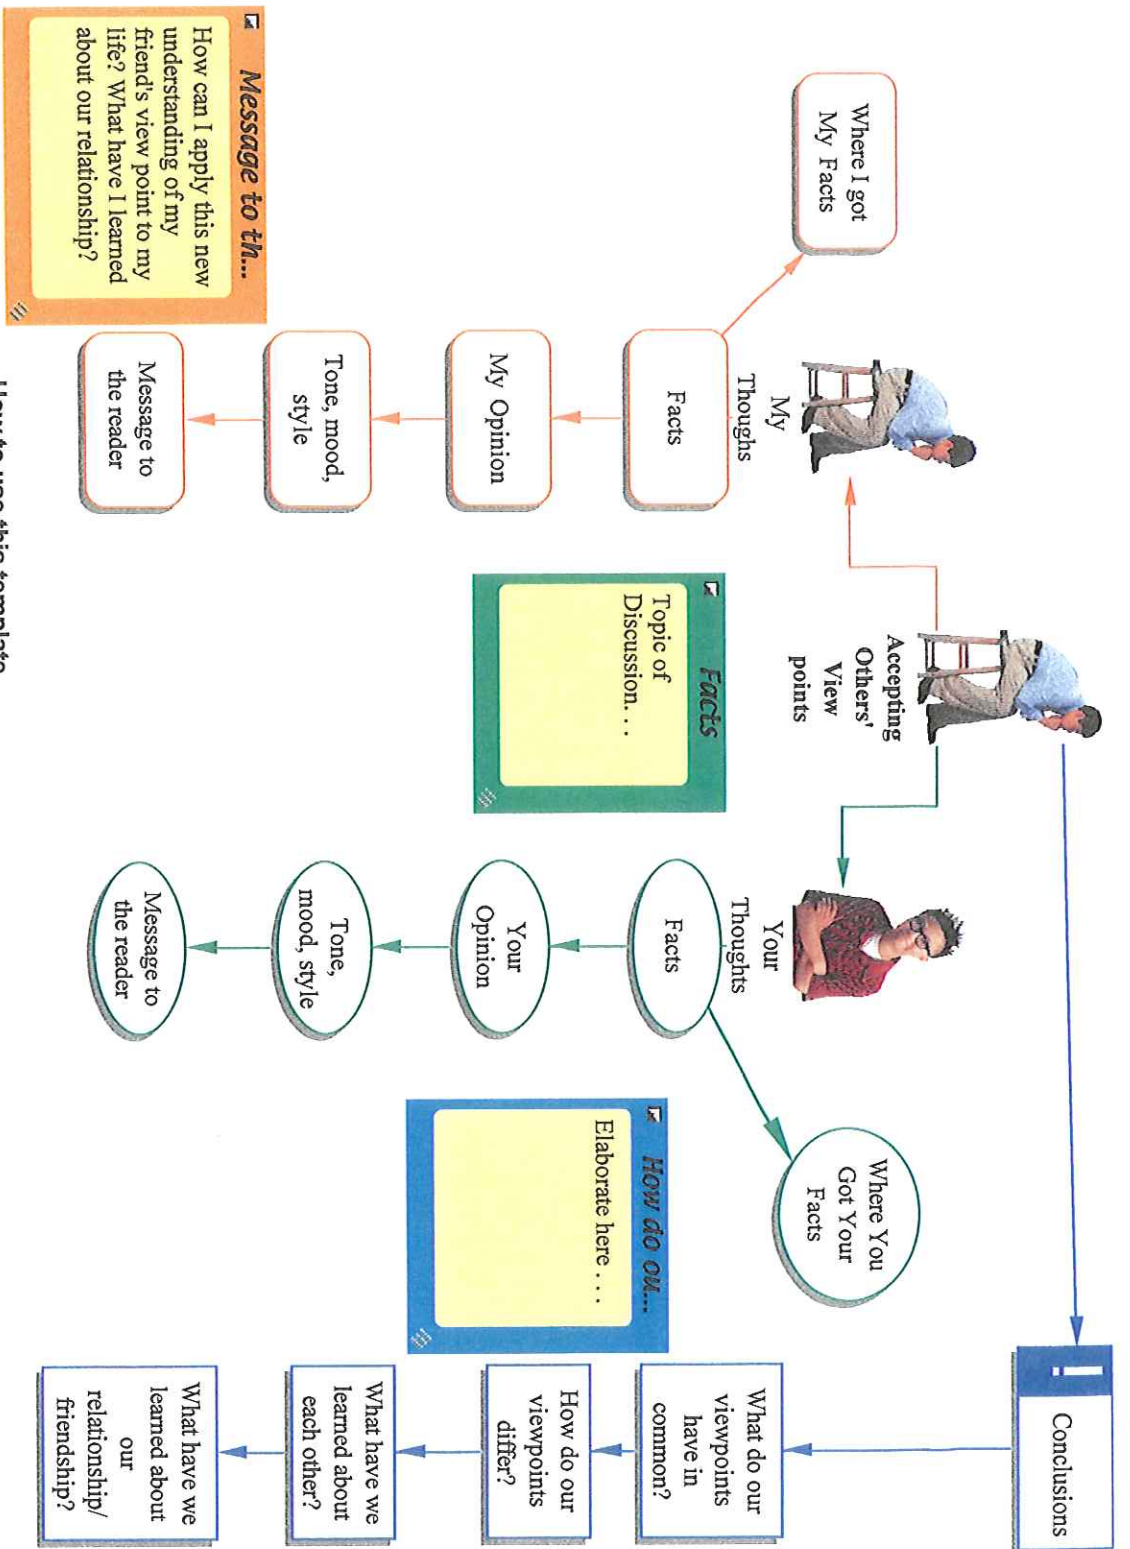 Accepting
Others'
View
points
My
Thoughs
Facts
Where I got
My Facts
My Opinion
Tone, mood,
style
Message to
the reader
Message to th...
How can I apply this new
understanding of my
friend's view point to my
life? What have I learned
about our relationship?
Facts
Topic of
Discussion. . .
Your
Thoughts
Facts
Where You
Got Your
Facts
Your
Opinion
Tone,
mood, style
Message to
the reader
How do ou...
Elaborate here . . .
! Conclusions
What do our
viewpoints
have in
common?
How do our
viewpoints
differ?
What have we
learned about
each other?
What have we
learned about
our
relationship/
friendship?
How to use this template